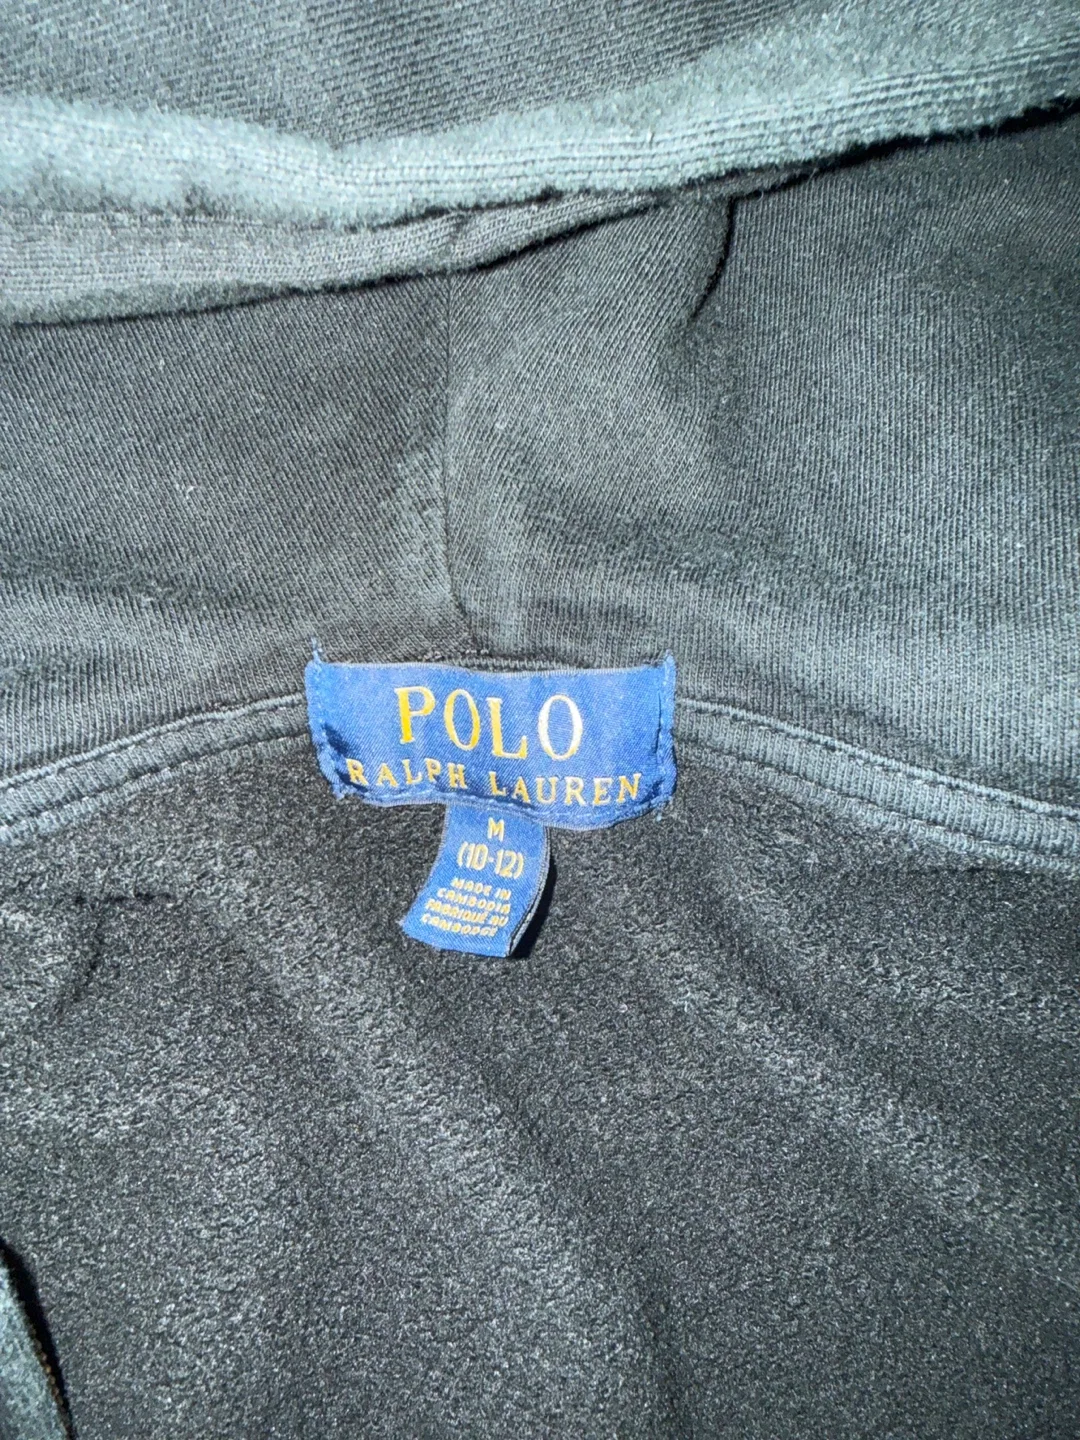 POLO
RALPH LAUREN
M
(10-12)
MADE IN
CAMBODIA
FABRIQUÉ AU
CAMBODGE